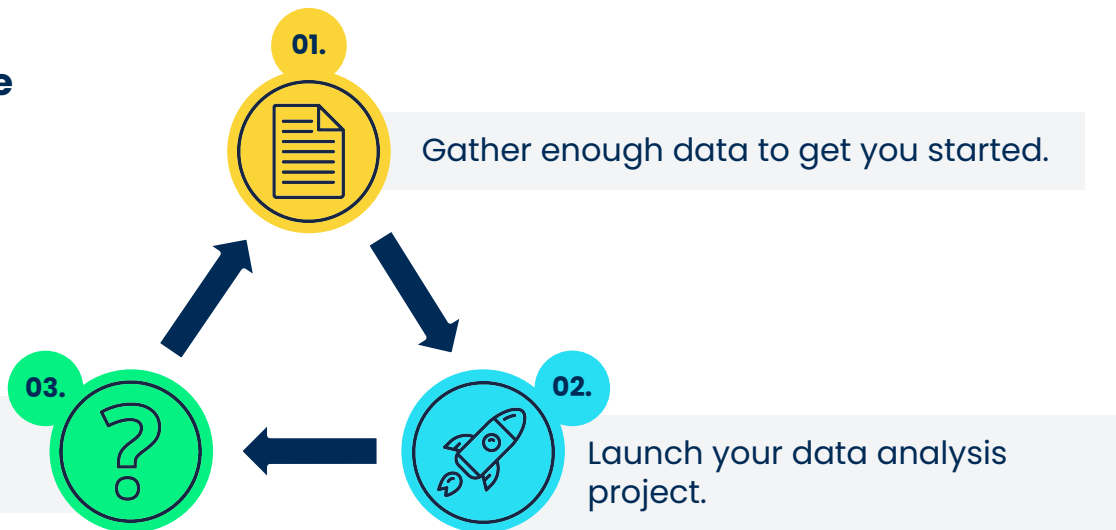 e
01.
Gather enough data to get you started.
03.
02.
Launch your data analysis
project.